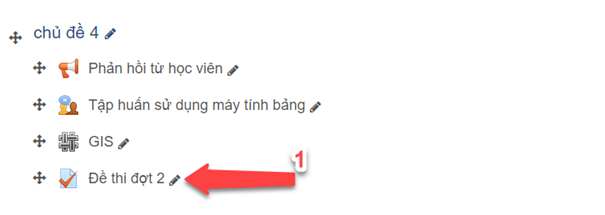 chủ đề 4
Phản hồi từ học viên
Tập huấn sử dụng máy tính bảng
GIS
Đề thi đợt 2
1